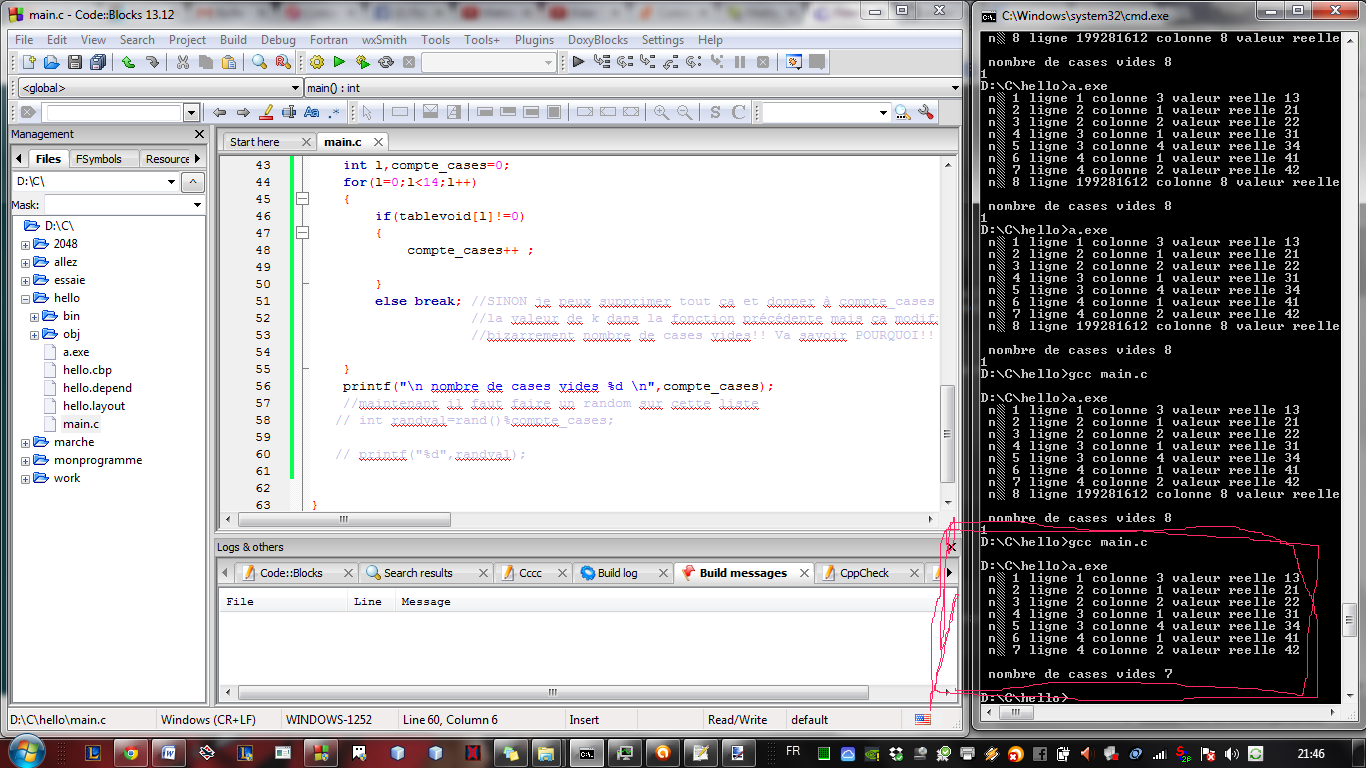 main.c - Code::Blocks 13.12
File Edit View Search Project Build Debug Fortran wxSmith Tools Tools+ Plugins DoxyBlocks Settings Help
<global> main() : int
Management
Files FSymbols Resource
D:\C\
Mask:
D:\C\
2048
allez
essaie
hello
bin
obj
a.exe
hello.cbp
hello.depend
hello.layout
main.c
marche
monprogramme
work
Start here main.c
43 int l,compte_cases=0;
44 for(l=0;l<14;l++)
45 {
46 if(tablevoid[l]!=0)
47 {
48 compte_cases++ ;
49
50 }
51 else break; //SINON je peux supprimer tout ca et donner à compte_cases
52 //la valeur de k dans la fonction précédente mais ca modif
53 //bizarrement nombre de cases vides!! Va savoir POURQUOI!!
54
55 }
56 printf("\n nombre de cases vides %d \n",compte_cases);
57 //maintenant il faut faire un random sur cette liste
58 // int randval=rand()%compte_cases;
59
60 // printf("%d",randval);
61
62
63 }
Logs & others
Code::Blocks Search results Cccc Build log Build messages CppCheck
File Line Message
D:\C\hello\main.c Windows (CR+LF) WINDOWS-1252 Line 60, Column 6 Insert Read/Write default
C:\Windows\system32\cmd.exe
n▒ 8 ligne 199281612 colonne 8 valeur reelle
nombre de cases vides 8
1
D:\C\hello>a.exe
n▒ 1 ligne 1 colonne 3 valeur reelle 13
n▒ 2 ligne 2 colonne 1 valeur reelle 21
n▒ 3 ligne 2 colonne 2 valeur reelle 22
n▒ 4 ligne 3 colonne 1 valeur reelle 31
n▒ 5 ligne 3 colonne 4 valeur reelle 34
n▒ 6 ligne 4 colonne 1 valeur reelle 41
n▒ 7 ligne 4 colonne 2 valeur reelle 42
n▒ 8 ligne 199281612 colonne 8 valeur reelle
nombre de cases vides 8
1
D:\C\hello>a.exe
n▒ 1 ligne 1 colonne 3 valeur reelle 13
n▒ 2 ligne 2 colonne 1 valeur reelle 21
n▒ 3 ligne 2 colonne 2 valeur reelle 22
n▒ 4 ligne 3 colonne 1 valeur reelle 31
n▒ 5 ligne 3 colonne 4 valeur reelle 34
n▒ 6 ligne 4 colonne 1 valeur reelle 41
n▒ 7 ligne 4 colonne 2 valeur reelle 42
n▒ 8 ligne 199281612 colonne 8 valeur reelle
nombre de cases vides 8
1
D:\C\hello>gcc main.c
D:\C\hello>a.exe
n▒ 1 ligne 1 colonne 3 valeur reelle 13
n▒ 2 ligne 2 colonne 1 valeur reelle 21
n▒ 3 ligne 2 colonne 2 valeur reelle 22
n▒ 4 ligne 3 colonne 1 valeur reelle 31
n▒ 5 ligne 3 colonne 4 valeur reelle 34
n▒ 6 ligne 4 colonne 1 valeur reelle 41
n▒ 7 ligne 4 colonne 2 valeur reelle 42
n▒ 8 ligne 199281612 colonne 8 valeur reelle
nombre de cases vides 8
1
D:\C\hello>gcc main.c
D:\C\hello>a.exe
n▒ 1 ligne 1 colonne 3 valeur reelle 13
n▒ 2 ligne 2 colonne 1 valeur reelle 21
n▒ 3 ligne 2 colonne 2 valeur reelle 22
n▒ 4 ligne 3 colonne 1 valeur reelle 31
n▒ 5 ligne 3 colonne 4 valeur reelle 34
n▒ 6 ligne 4 colonne 1 valeur reelle 41
n▒ 7 ligne 4 colonne 2 valeur reelle 42
nombre de cases vides 7
D:\C\hello>
FR 21:46